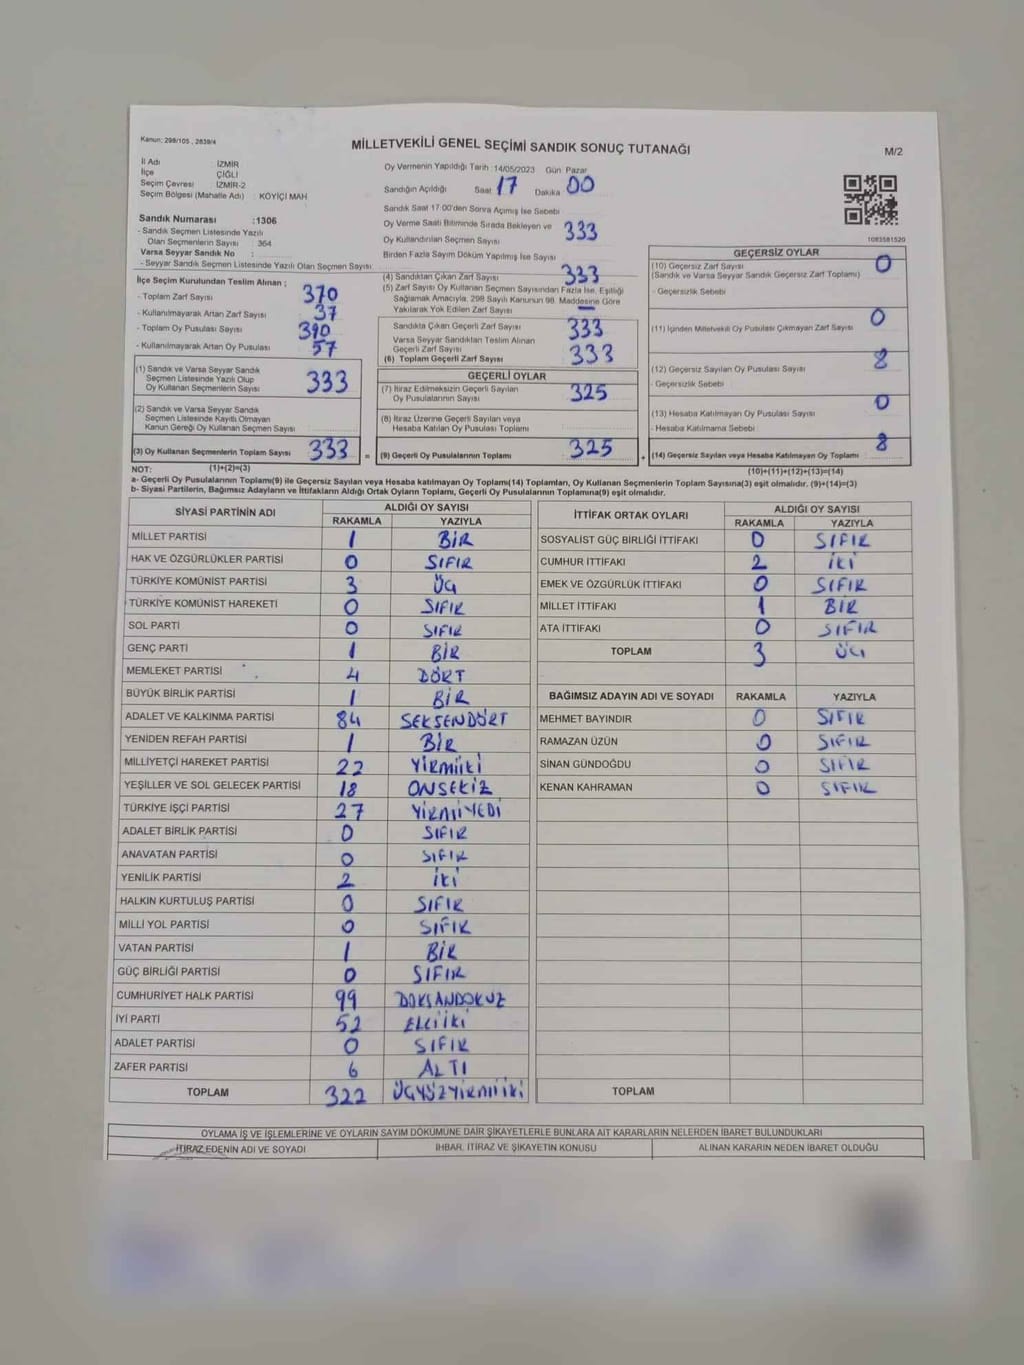 Kanun: 298/105 , 2839/4
MİLLETVEKİLİ GENEL SEÇİMİ SANDIK SONUÇ TUTANAĞI
M/2
İl Adı İZMİR
İlçe ÇİĞLİ
Seçim Çevresi İZMİR-2
Seçim Bölgesi (Mahalle Adı) : KÖYİÇİ MAH
Oy Vermenin Yapıldığı Tarih :14/05/2023 Gün: Pazar
Sandığın Açıldığı Saat 17 Dakika 00
Sandık Saat 17:00'den Sonra Açılmış İse Sebebi
Sandık Numarası :1306
- Sandık Seçmen Listesinde Yazılı
Olan Seçmenlerin Sayısı : 364
Varsa Seyyar Sandık No :
- Seyyar Sandık Seçmen Listesinde Yazılı Olan Seçmen Sayısı
Oy Verme Saati Bitiminde Sırada Bekleyen ve
Oy Kullandırılan Seçmen Sayısı 333
Birden Fazla Sayım Döküm Yapılmış İse Sayısı
1083581520
İlçe Seçim Kurulundan Teslim Alınan ;
- Toplam Zarf Sayısı 370
- Kullanılmayarak Artan Zarf Sayısı 37
- Toplam Oy Pusulası Sayısı 390
- Kullanılmayarak Artan Oy Pusulası 57
(1) Sandık ve Varsa Seyyar Sandık
Seçmen Listesinde Yazılı Olup
Oy Kullanan Seçmenlerin Sayısı 333
(2) Sandık ve Varsa Seyyar Sandık
Seçmen Listesinde Kayıtlı Olmayan
Kanun Gereği Oy Kullanan Seçmen Sayısı
(3) Oy Kullanan Seçmenlerin Toplam Sayısı 333 =
(1)+(2)=(3)
(4) Sandıktan Çıkan Zarf Sayısı 333
(5) Zarf Sayısı Oy Kullanan Seçmen Sayısından Fazla İse, Eşitliği
Sağlamak Amacıyla, 298 Sayılı Kanunun 98. Maddesine Göre
Yakılarak Yok Edilen Zarf Sayısı —
Sandıkta Çıkan Geçerli Zarf Sayısı 333
Varsa Seyyar Sandıktan Teslim Alınan
Geçerli Zarf Sayısı
(6) Toplam Geçerli Zarf Sayısı 333
GEÇERLİ OYLAR
(7) İtiraz Edilmeksizin Geçerli Sayılan
Oy Pusulalarının Sayısı 325
(8) İtiraz Üzerine Geçerli Sayılan veya
Hesaba Katılan Oy Pusulası Toplamı
(9) Geçerli Oy Pusulalarının Toplamı 325 +
GEÇERSİZ OYLAR
(10) Geçersiz Zarf Sayısı 0
(Sandık ve Varsa Seyyar Sandık Geçersiz Zarf Toplamı)
- Geçersizlik Sebebi
(11) İçinden Milletvekili Oy Pusulası Çıkmayan Zarf Sayısı 0
(12) Geçersiz Sayılan Oy Pusulası Sayısı 8
- Geçersizlik Sebebi
(13) Hesaba Katılmayan Oy Pusulası Sayısı 0
- Hesaba Katılmama Sebebi
(14) Geçersiz Sayılan veya Hesaba Katılmayan Oy Toplamı 8
(10)+(11)+(12)+(13)=(14)
NOT:
a- Geçerli Oy Pusulalarının Toplamı(9) ile Geçersiz Sayılan veya Hesaba Katılmayan Oy Toplamı(14) Toplamları, Oy Kullanan Seçmenlerin Toplam Sayısına(3) eşit olmalıdır. (9)+(14)=(3)
b- Siyasi Partilerin, Bağımsız Adayların ve İttifakların Aldığı Ortak Oyların Toplamı, Geçerli Oy Pusulalarının Toplamına(9) eşit olmalıdır.
SİYASİ PARTİNİN ADI ALDIĞI OY SAYISI
RAKAMLA YAZIYLA
MİLLET PARTİSİ 1 BİR
HAK VE ÖZGÜRLÜKLER PARTİSİ 0 SIFIR
TÜRKİYE KOMÜNİST PARTİSİ 3 ÜÇ
TÜRKİYE KOMÜNİST HAREKETİ 0 SIFIR
SOL PARTİ 0 SIFIR
GENÇ PARTİ 1 BİR
MEMLEKET PARTİSİ 4 DÖRT
BÜYÜK BİRLİK PARTİSİ 1 BİR
ADALET VE KALKINMA PARTİSİ 84 SEKSENDÖRT
YENİDEN REFAH PARTİSİ 1 BİR
MİLLİYETÇİ HAREKET PARTİSİ 22 YİRMİİKİ
YEŞİLLER VE SOL GELECEK PARTİSİ 18 ONSEKİZ
TÜRKİYE İŞÇİ PARTİSİ 27 YİRMİYEDİ
ADALET BİRLİK PARTİSİ 0 SIFIR
ANAVATAN PARTİSİ 0 SIFIR
YENİLİK PARTİSİ 2 İKİ
HALKIN KURTULUŞ PARTİSİ 0 SIFIR
MİLLİ YOL PARTİSİ 0 SIFIR
VATAN PARTİSİ 1 BİR
GÜÇ BİRLİĞİ PARTİSİ 0 SIFIR
CUMHURİYET HALK PARTİSİ 99 DOKSANDOKUZ
İYİ PARTİ 52 ELLİİKİ
ADALET PARTİSİ 0 SIFIR
ZAFER PARTİSİ 6 ALTI
TOPLAM 322 ÜÇYÜZYİRMİİKİ
İTTİFAK ORTAK OYLARI ALDIĞI OY SAYISI
RAKAMLA YAZIYLA
SOSYALİST GÜÇ BİRLİĞİ İTTİFAKI 0 SIFIR
CUMHUR İTTİFAKI 2 İKİ
EMEK VE ÖZGÜRLÜK İTTİFAKI 0 SIFIR
MİLLET İTTİFAKI 1 BİR
ATA İTTİFAKI 0 SIFIR
TOPLAM 3 ÜÇ
BAĞIMSIZ ADAYIN ADI VE SOYADI RAKAMLA YAZIYLA
MEHMET BAYINDIR 0 SIFIR
RAMAZAN ÜZÜN 0 SIFIR
SİNAN GÜNDOĞDU 0 SIFIR
KENAN KAHRAMAN 0 SIFIR
TOPLAM
OYLAMA İŞ VE İŞLEMLERİNE VE OYLARIN SAYIM DÖKÜMÜNE DAİR ŞİKAYETLERLE BUNLARA AİT KARARLARIN NELERDEN İBARET BULUNDUKLARI
İTİRAZ EDENİN ADI VE SOYADI İHBAR, İTİRAZ VE ŞİKAYETİN KONUSU ALINAN KARARIN NEDEN İBARET OLDUĞU